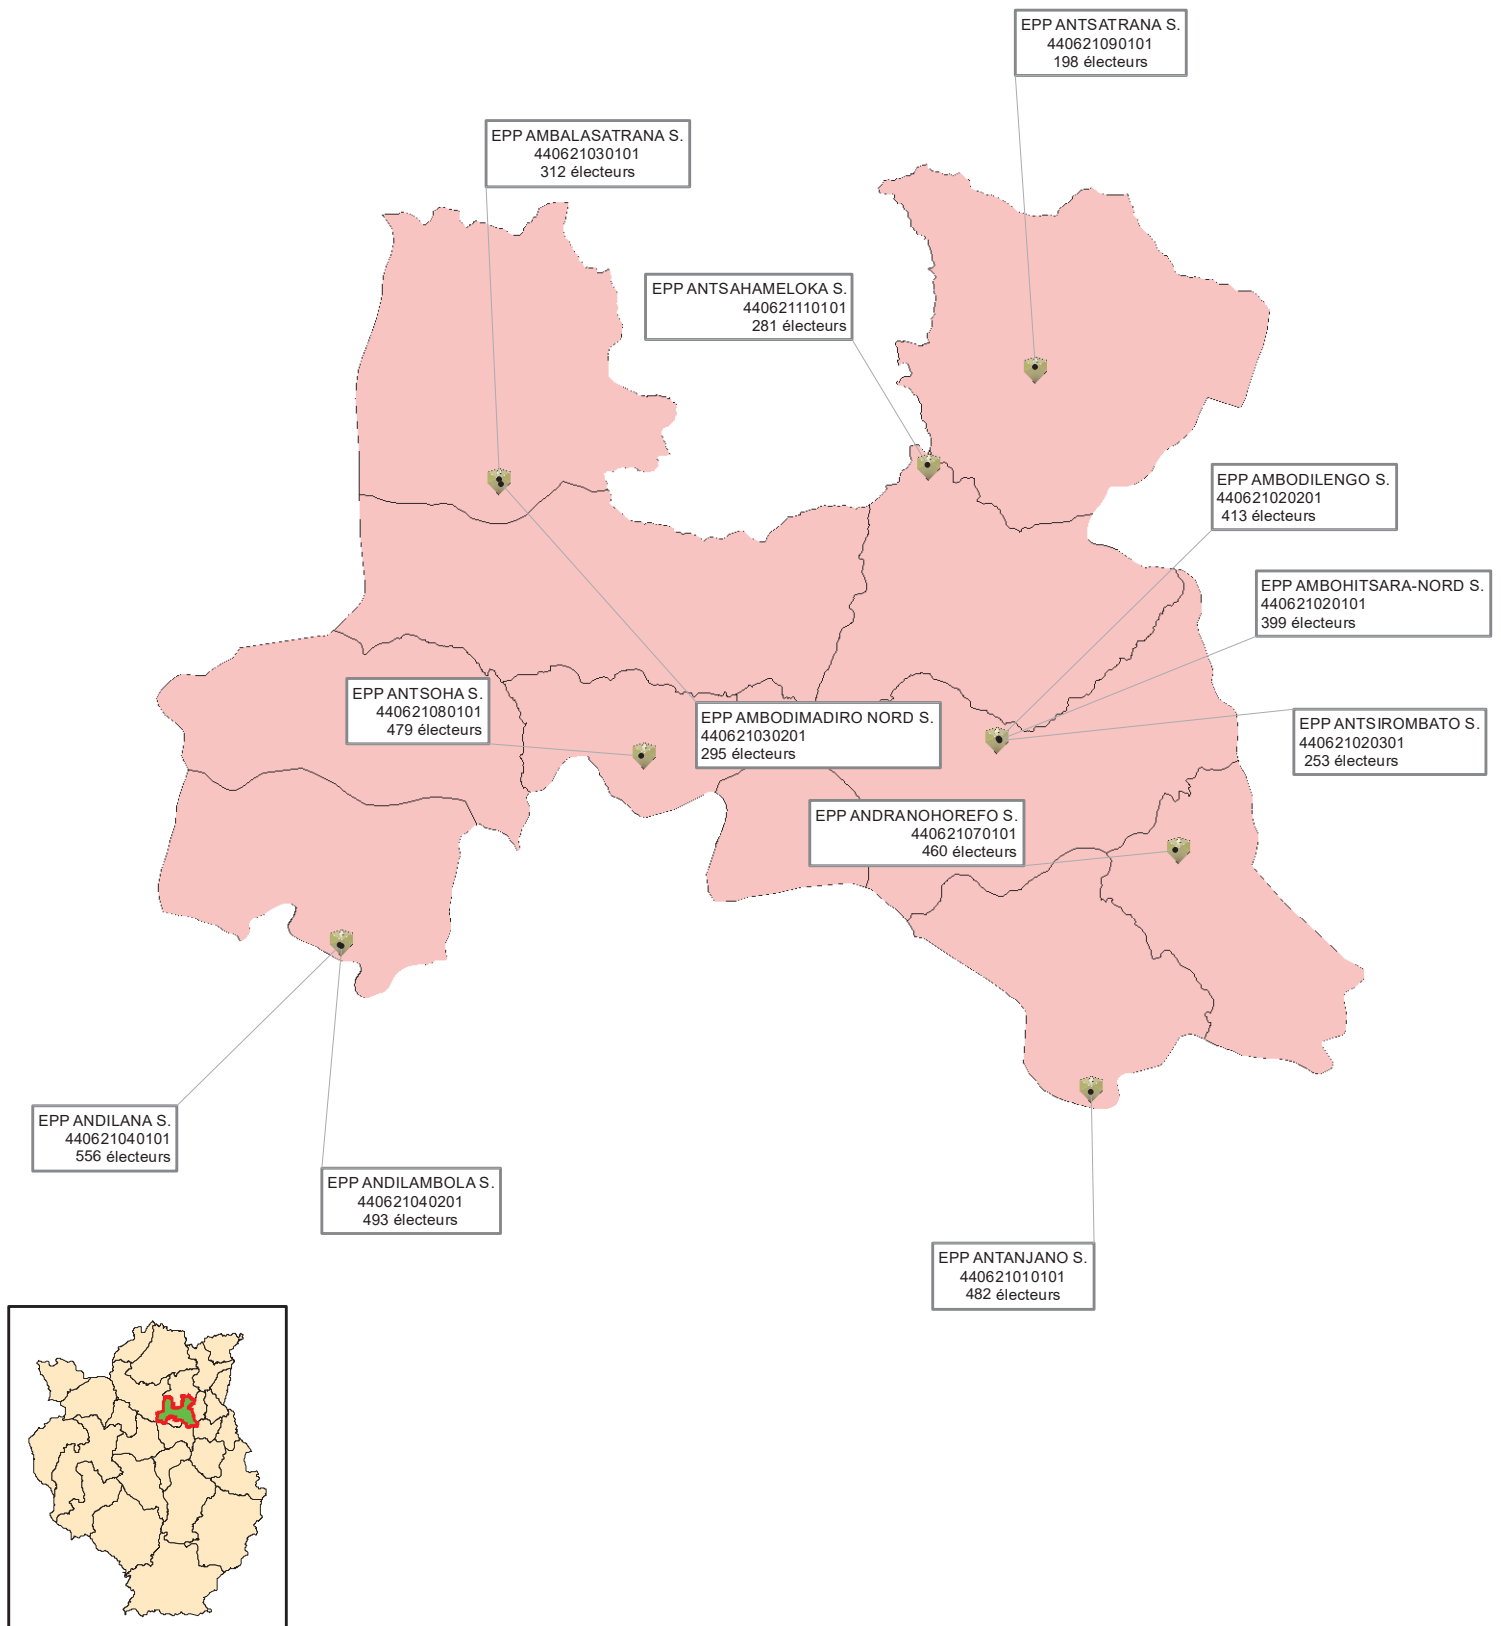 EPP ANTSATRANA S.
440621090101
198 électeurs
EPP AMBALASATRANA S.
440621030101
312 électeurs
EPP ANTSAHAMELOKA S.
440621110101
281 électeurs
EPP AMBODILENGO S.
440621020201
413 électeurs
EPP AMBOHITSARA-NORD S.
440621020101
399 électeurs
EPP ANTSOHA S.
440621080101
479 électeurs
EPP AMBODIMADIRO NORD S.
440621030201
295 électeurs
EPP ANTSIROMBATO S.
440621020301
253 électeurs
EPP ANDRANOHOREFO S.
440621070101
460 électeurs
EPP ANDILANA S.
440621040101
556 électeurs
EPP ANDILAMBOLA S.
440621040201
493 électeurs
EPP ANTANJANO S.
440621010101
482 électeurs